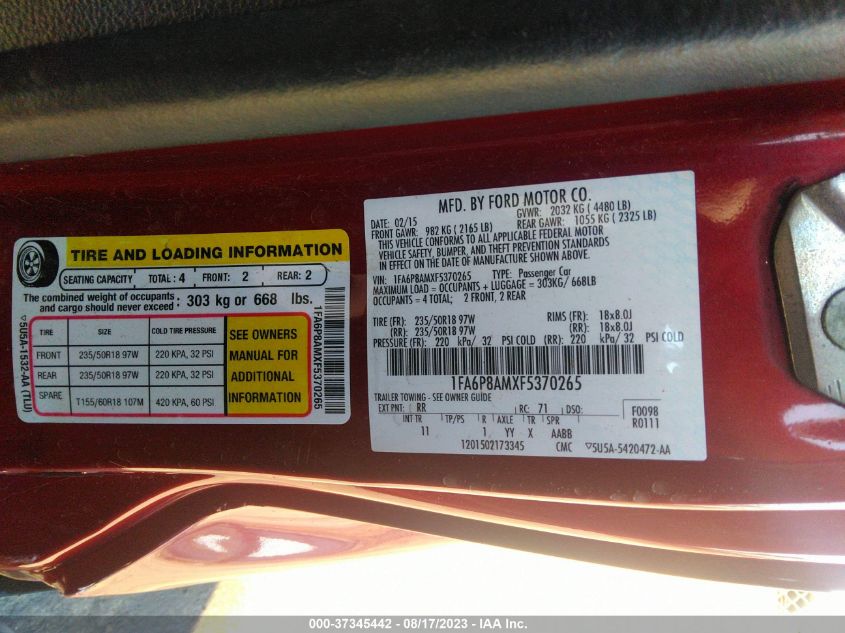 TIRE AND LOADING INFORMATION
SEATING CAPACITY TOTAL : 4 FRONT: 2 REAR: 2
The combined weight of occupants and cargo should never exceed : 303 kg or 668 lbs.
TIRE SIZE COLD TIRE PRESSURE
FRONT 235/50R18 97W 220 KPA, 32 PSI
REAR 235/50R18 97W 220 KPA, 32 PSI
SPARE T155/60R18 107M 420 KPA, 60 PSI
SEE OWNERS
MANUAL FOR
ADDITIONAL
INFORMATION
5U5A-1532-AA (TLU)
1FA6P8AMXF5370265
MFD. BY FORD MOTOR CO.
DATE: 02/15 GVWR: 2032 KG ( 4480 LB)
FRONT GAWR: 982 KG ( 2165 LB) REAR GAWR: 1055 KG ( 2325 LB)
THIS VEHICLE CONFORMS TO ALL APPLICABLE FEDERAL MOTOR
VEHICLE SAFETY, BUMPER, AND THEFT PREVENTION STANDARDS
IN EFFECT ON THE DATE OF MANUFACTURE SHOWN ABOVE.
VIN: 1FA6P8AMXF5370265 TYPE: Passenger Car
MAXIMUM LOAD = OCCUPANTS + LUGGAGE = 303KG/ 668LB
OCCUPANTS = 4 TOTAL; 2 FRONT, 2 REAR
TIRE (FR): 235/50R18 97W RIMS (FR): 18x8.0J
(RR): 235/50R18 97W (RR): 18x8.0J
PRESSURE (FR): 220 kPa/ 32 PSI COLD (RR): 220 kPa/ 32 PSI COLD
1FA6P8AMXF5370265
TRAILER TOWING - SEE OWNER GUIDE
EXT PNT: RR RC: 71 DSO: F0098
R0111
INT TR TP/PS R AXLE TR SPR
11 1 YY X AABB
1201502173345 CMC 5U5A-5420472-AA
000-37345442 - 08/17/2023 - IAA Inc.